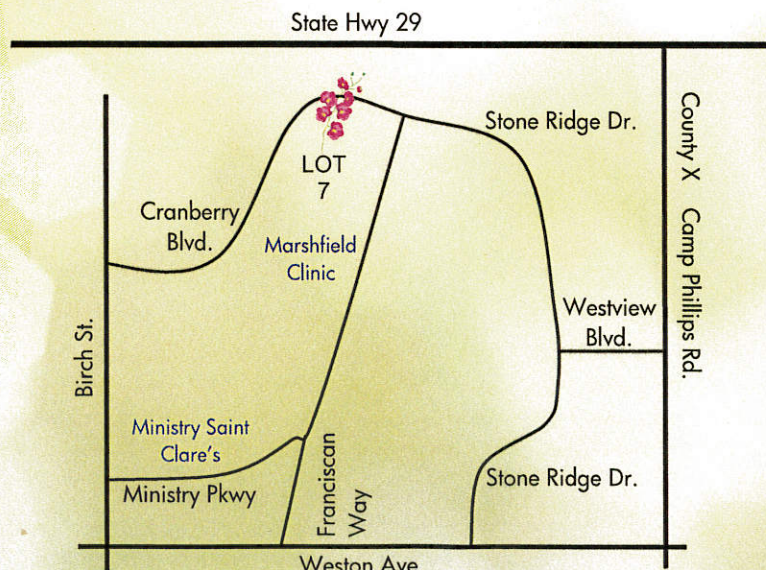 State Hwy 29
Stone Ridge Dr.
County X Camp Phillips Rd.
LOT
7
Cranberry
Blvd.
Marshfield
Clinic
Westview
Blvd.
Birch St.
Ministry Saint
Clare's
Ministry Pkwy
Franciscan
Way
Stone Ridge Dr.
Weston Ave